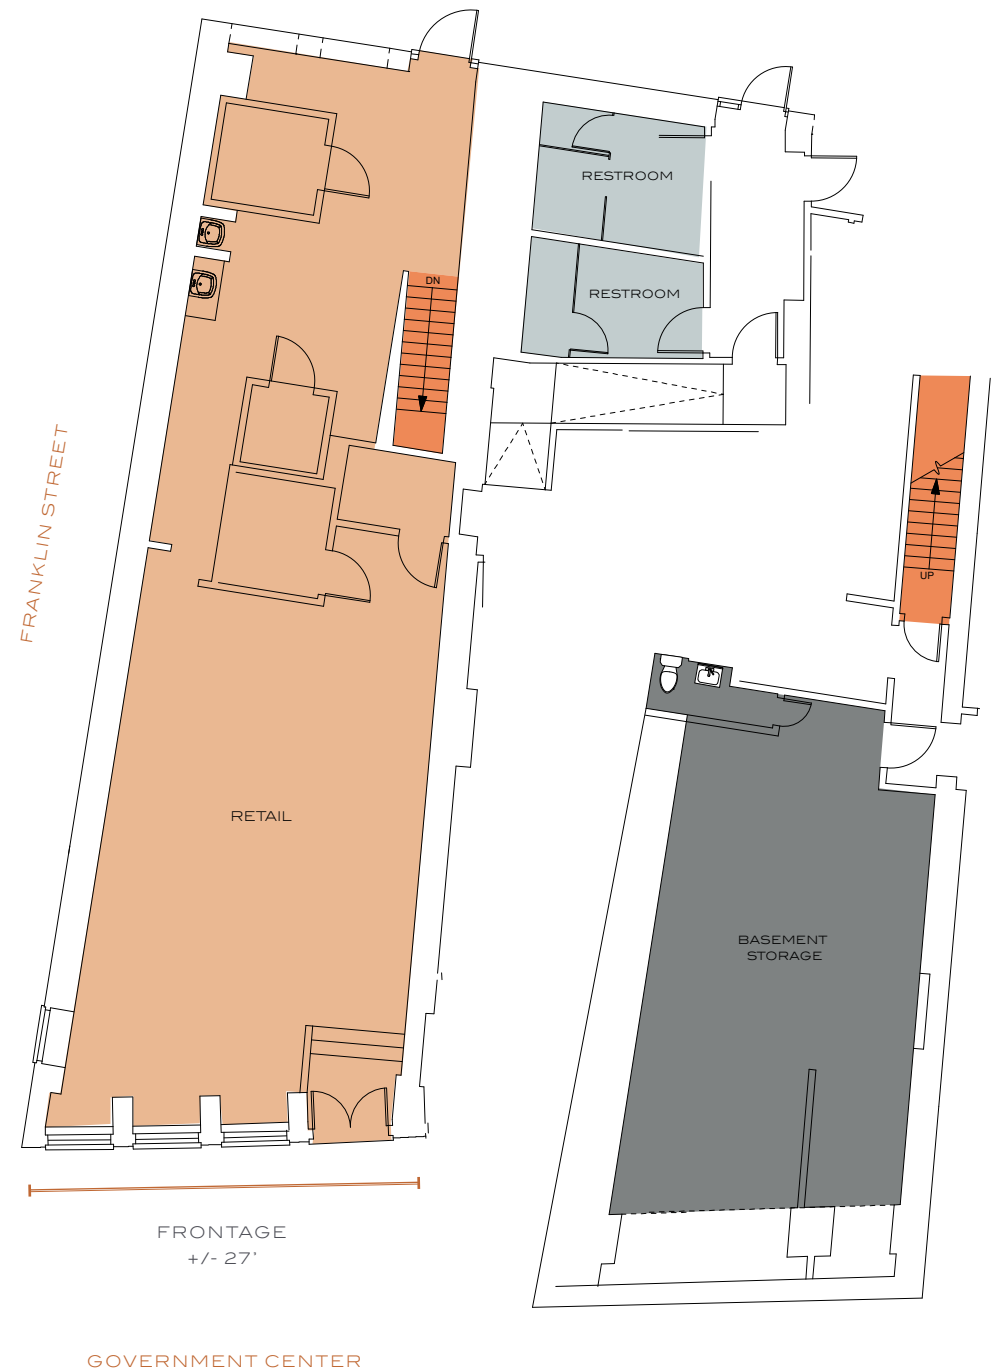 RESTROOM
DN
RESTROOM
FRANKLIN STREET
UP
RETAIL
BASEMENT
STORAGE
FRONTAGE
+/- 27'
GOVERNMENT CENTER